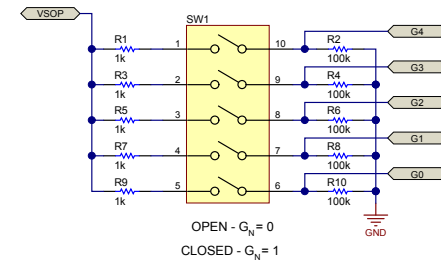 VSOP
SW1
G4
R1
1
10
R2
1k
100k
G3
R3
2
9
R4
1k
100k
G2
R5
3
8
R6
1k
100k
G1
R7
4
7
R8
1k
100k
G0
R9
5
6
R10
1k
100k
OPEN - GN = 0
GND
CLOSED - GN = 1